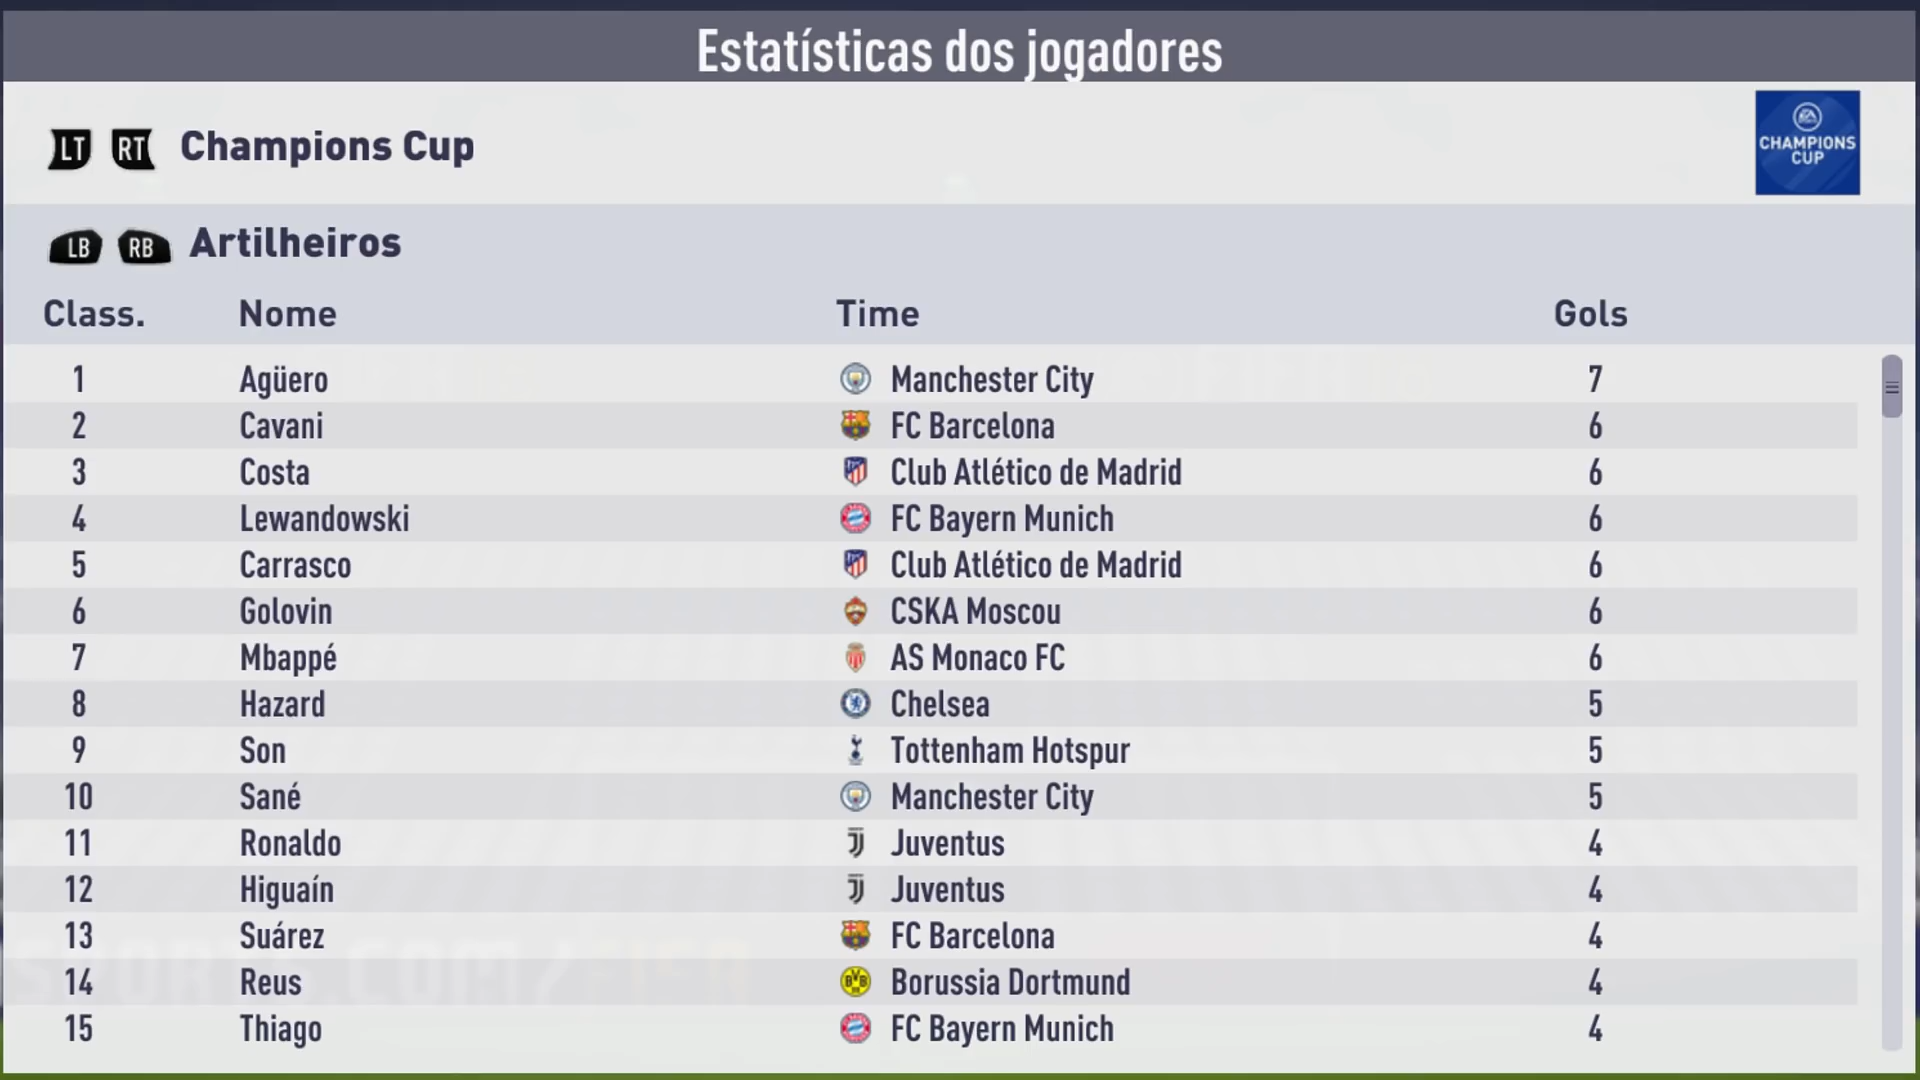 Estatísticas dos jogadores
LT RT Champions Cup
CHAMPIONS
CUP
LB RB Artilheiros
Class. Nome Time Gols
1 Agüero Manchester City 7
2 Cavani FC Barcelona 6
3 Costa Club Atlético de Madrid 6
4 Lewandowski FC Bayern Munich 6
5 Carrasco Club Atlético de Madrid 6
6 Golovin CSKA Moscou 6
7 Mbappé AS Monaco FC 6
8 Hazard Chelsea 5
9 Son Tottenham Hotspur 5
10 Sané Manchester City 5
11 Ronaldo Juventus 4
12 Higuaín Juventus 4
13 Suárez FC Barcelona 4
14 Reus Borussia Dortmund 4
15 Thiago FC Bayern Munich 4